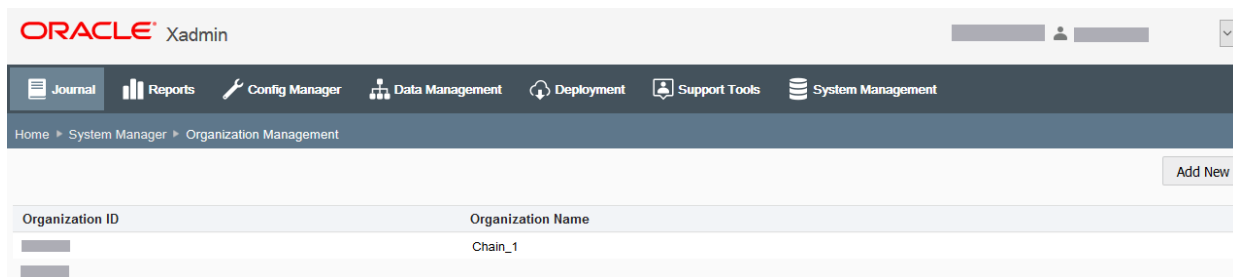 ORACLE Xadmin
Journal Reports Config Manager Data Management Deployment Support Tools System Management
Home System Manager Organization Management
Add New
Organization ID Organization Name
Chain_1